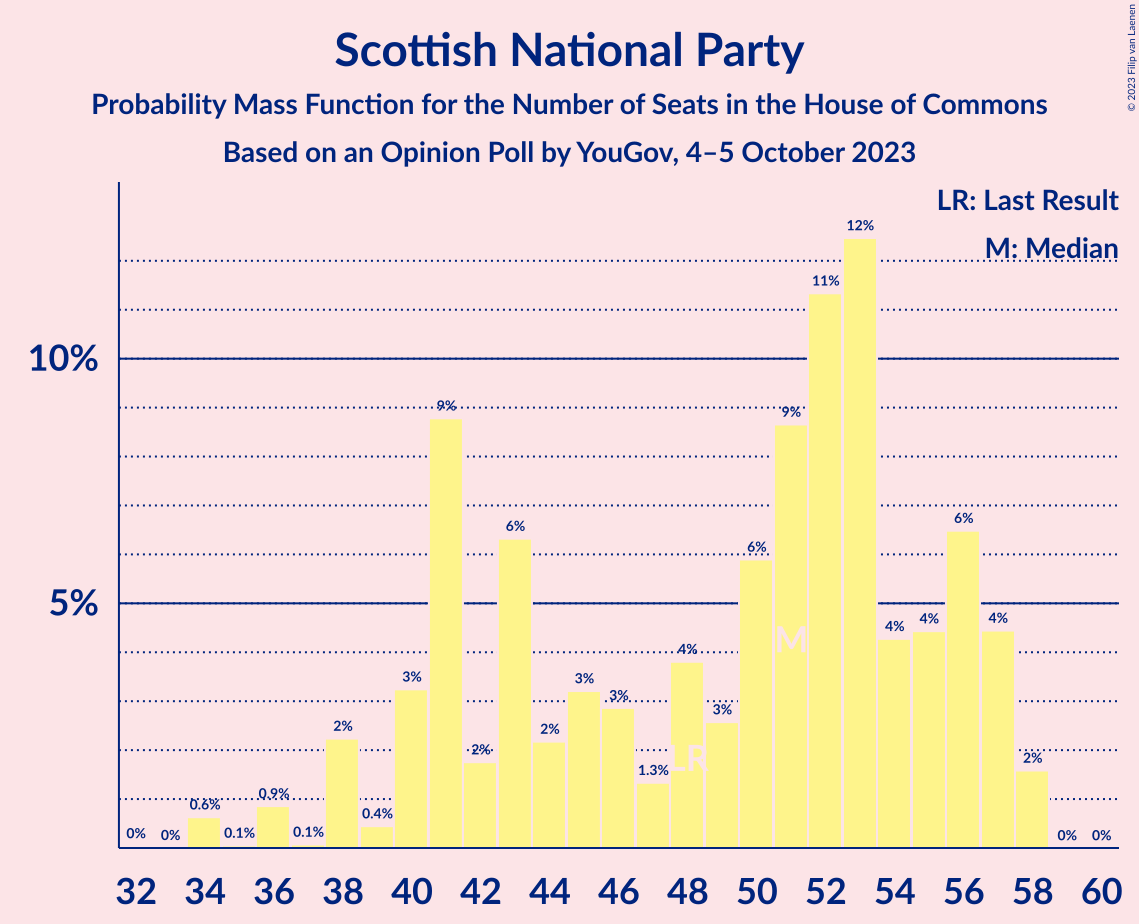 Scottish National Party
Probability Mass Function for the Number of Seats in the House of Commons
Based on an Opinion Poll by YouGov, 4–5 October 2023
© 2023 Filip van Laenen
LR: Last Result
M: Median
10%
5%
0% 0% 0.6% 0.1% 0.9% 0.1% 2% 0.4% 3% 9% 2% 6% 2% 3% 3% 1.3% 4% 3% 6% 9% 11% 12% 4% 4% 6% 4% 2% 0% 0%
M
LR
32 34 36 38 40 42 44 46 48 50 52 54 56 58 60